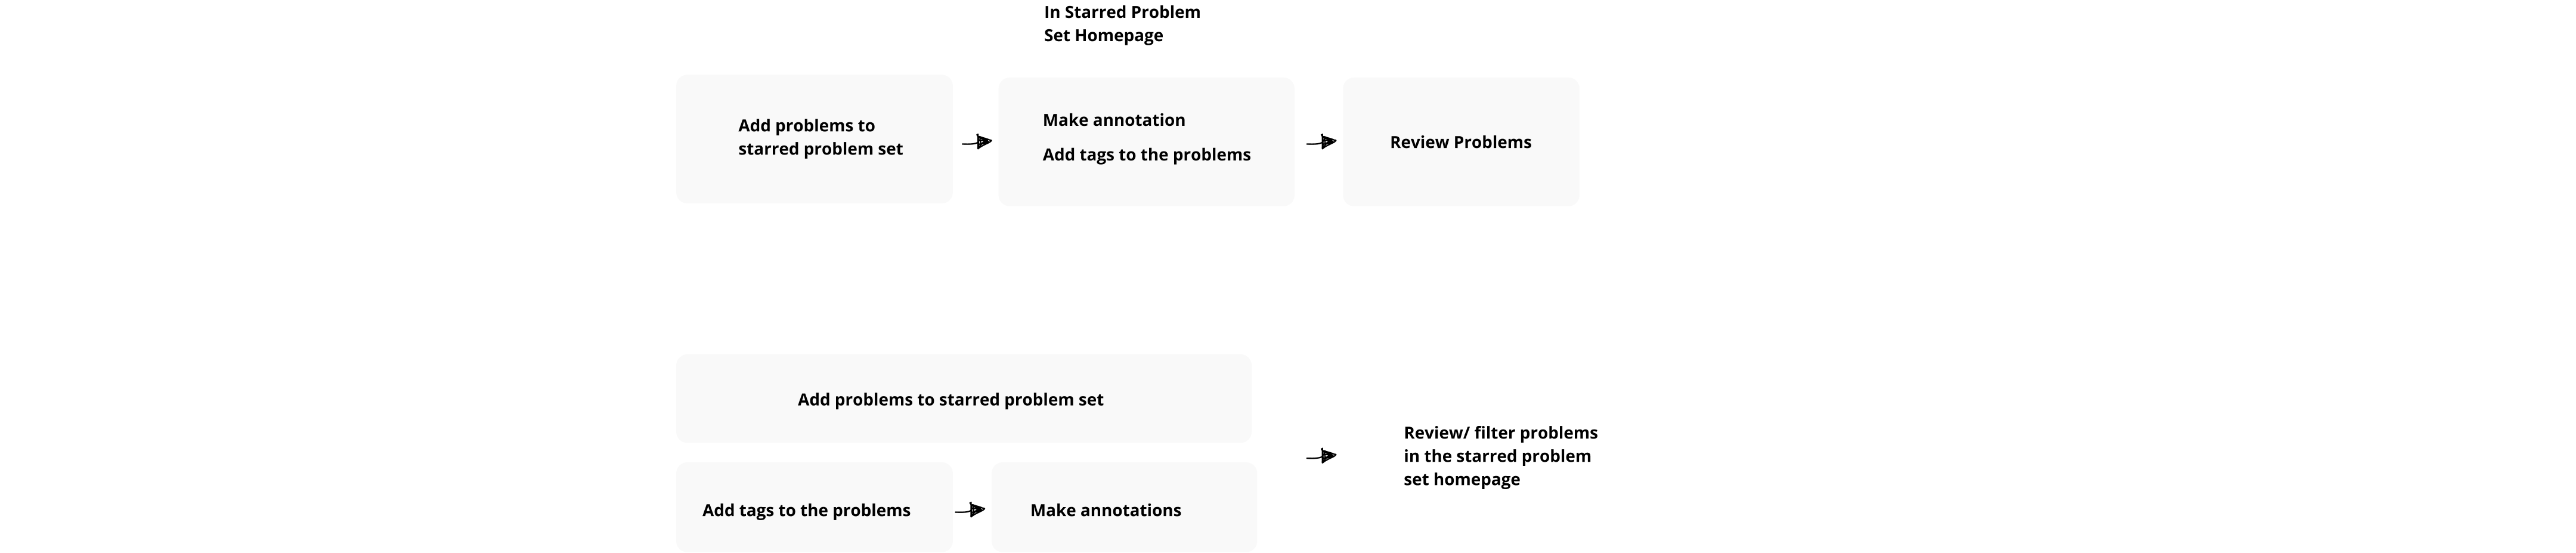 In Starred Problem
Set Homepage
Add problems to
starred problem set
Make annotation
Add tags to the problems
Review Problems
Add problems to starred problem set
Add tags to the problems
Make annotations
Review/ filter problems
in the starred problem
set homepage